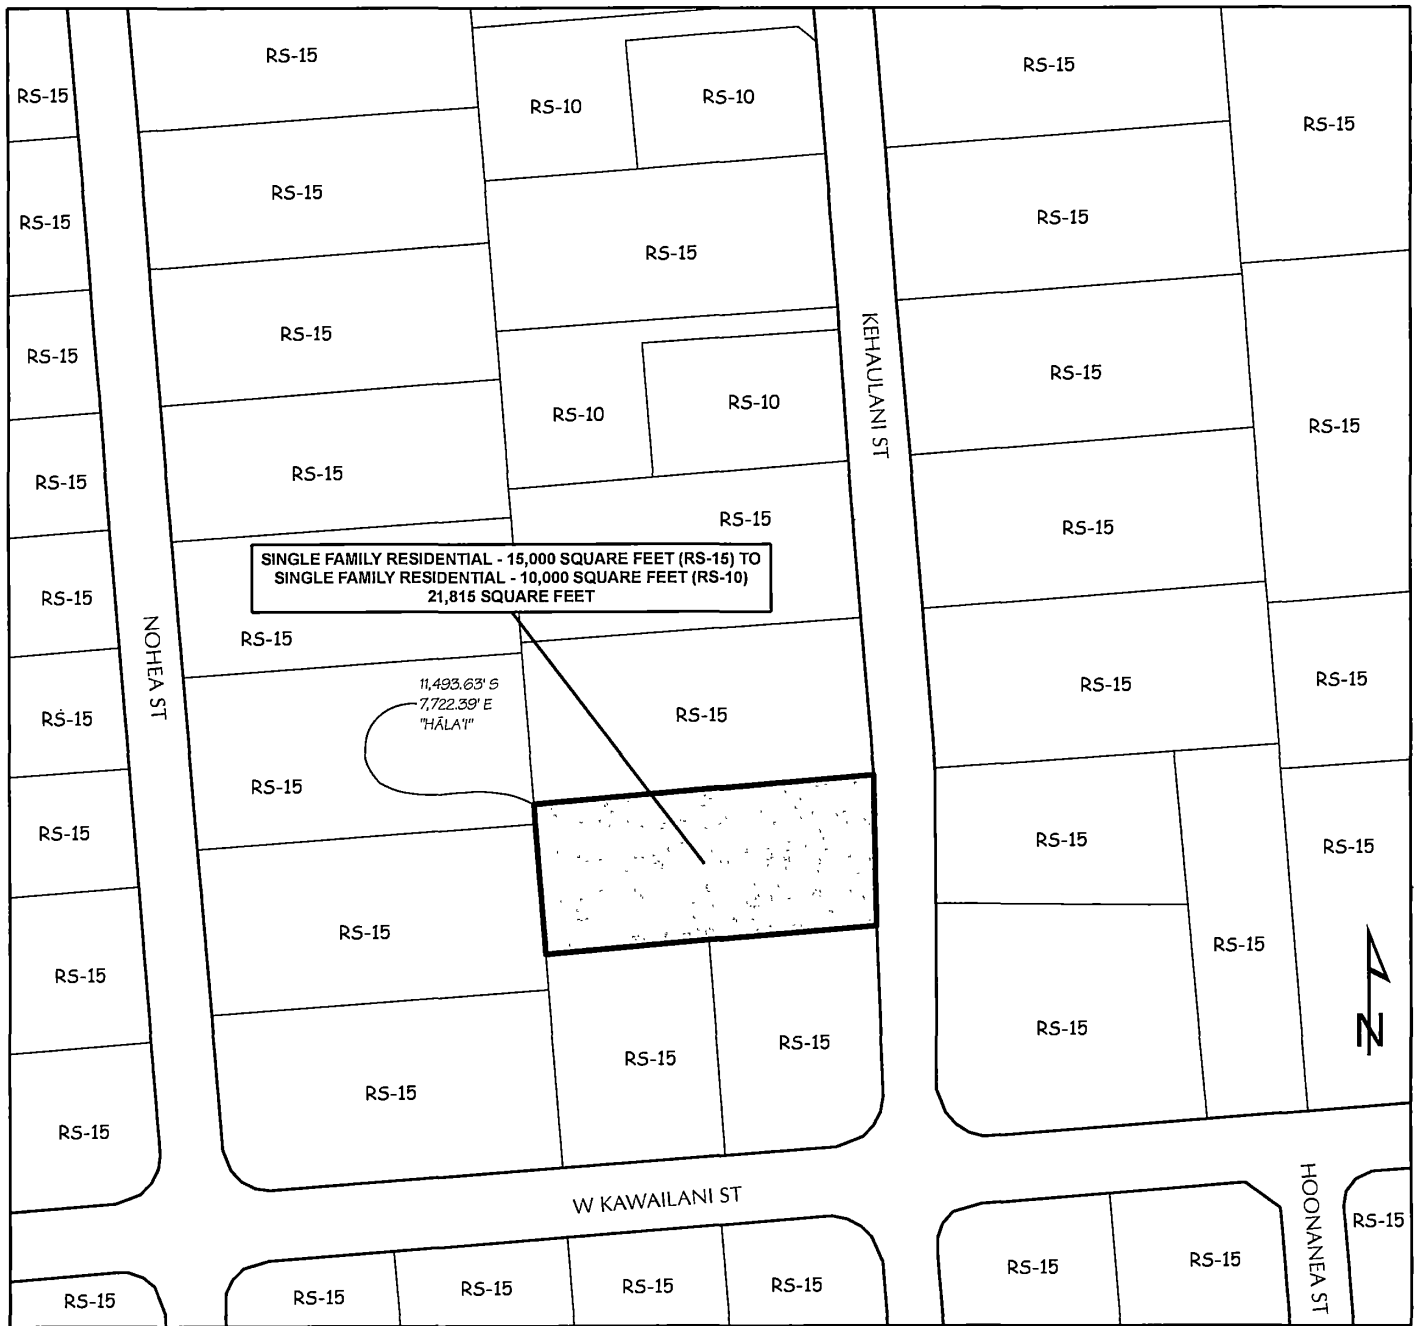 RS-15
RS-15
RS-15
RS-10
RS-10
RS-15
RS-15
RS-15
RS-15
RS-15
RS-15
RS-15
RS-15
KEHAULANI ST
RS-15
RS-10
RS-10
RS-15
RS-15
RS-15
RS-15
RS-15
RS-15
SINGLE FAMILY RESIDENTIAL - 15,000 SQUARE FEET (RS-15) TO
SINGLE FAMILY RESIDENTIAL - 10,000 SQUARE FEET (RS-10)
21,815 SQUARE FEET
RS-15
NOHEA ST
RS-15
11,493.63' S
7,722.39' E
"HĀLA'I"
RS-15
RS-15
RS-15
RS-15
RS-15
RS-15
RS-15
RS-15
RS-15
RS-15
RS-15
N
RS-15
RS-15
RS-15
RS-15
RS-15
RS-15
W KAWAILANI ST
HOONANEA ST
RS-15
RS-15
RS-15
RS-15
RS-15
RS-15
RS-15
RS-15